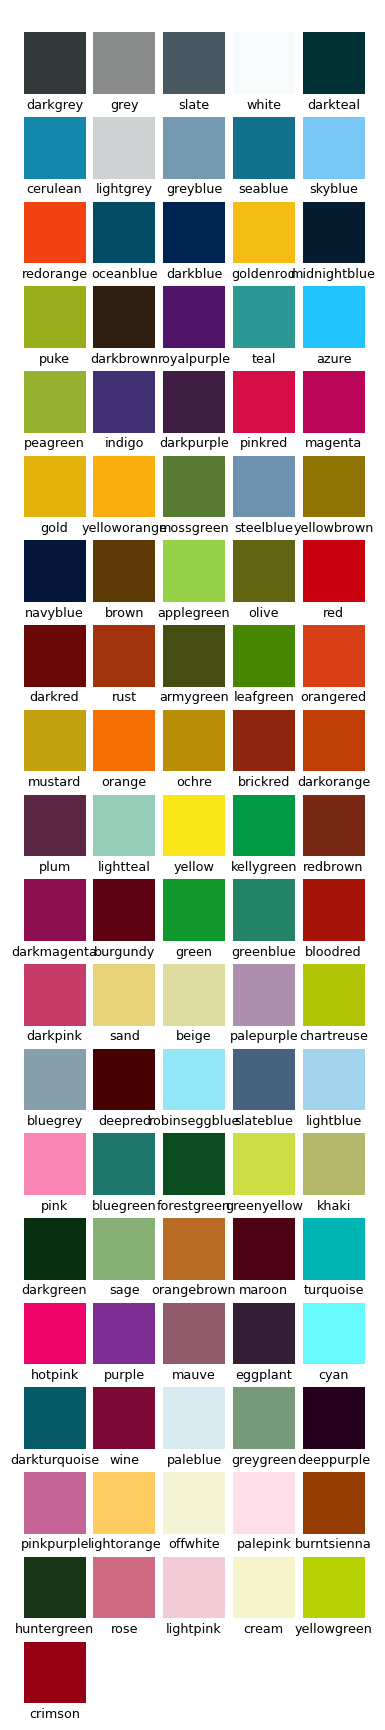 darkgrey grey slate white darkteal
cerulean lightgrey greyblue seablue skyblue
redorange oceanblue darkblue goldenrod midnightblue
puke darkbrown royalpurple teal azure
peagreen indigo darkpurple pinkred magenta
gold yelloworange mossgreen steelblue yellowbrown
navyblue brown applegreen olive red
darkred rust armygreen leafgreen orangered
mustard orange ochre brickred darkorange
plum lightteal yellow kellygreen redbrown
darkmagenta burgundy green greenblue bloodred
darkpink sand beige palepurple chartreuse
bluegrey deepred robinseggblue slateblue lightblue
pink bluegreen forestgreen greenyellow khaki
darkgreen sage orangebrown maroon turquoise
hotpink purple mauve eggplant cyan
darkturquoise wine paleblue greygreen deeppurple
pinkpurple lightorange offwhite palepink burntsienna
huntergreen rose lightpink cream yellowgreen
crimson